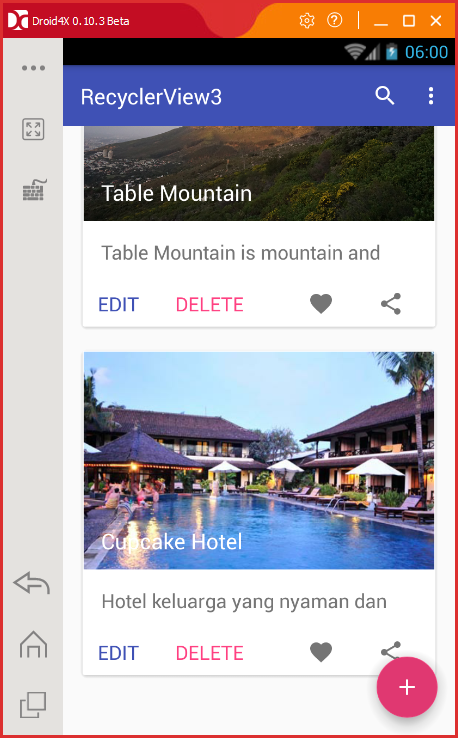 Droid4X 0.10.3 Beta
06:00
RecyclerView3
Table Mountain
Table Mountain is mountain and
EDIT DELETE
Cupcake Hotel
Hotel keluarga yang nyaman dan
EDIT DELETE